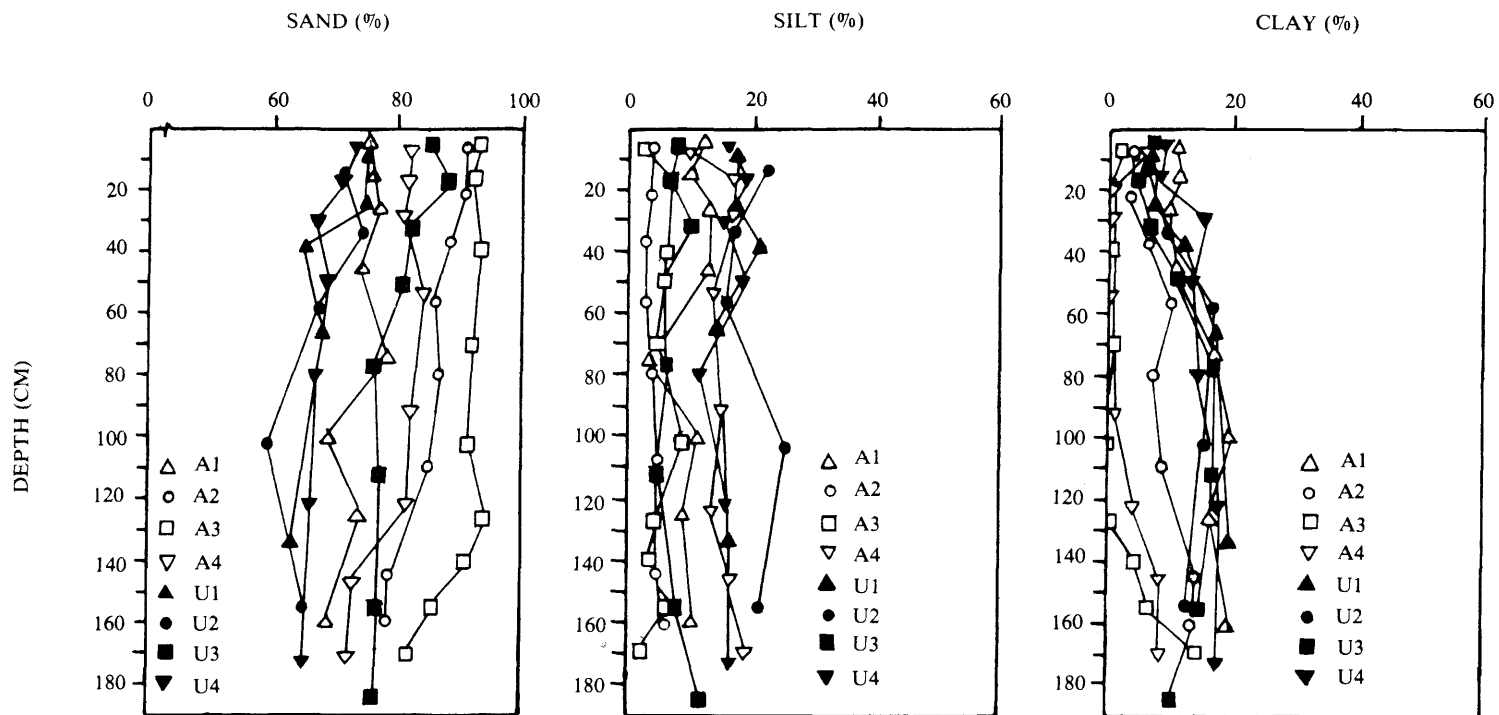 SAND (%)
SILT (%)
CLAY (%)
0 60 80 100
0 20 40 60
0 20 40 60
DEPTH (CM)
20
40
60
80
100
120
140
160
180
A1
A2
A3
A4
U1
U2
U3
U4
20
40
60
80
100
120
140
160
180
A1
A2
A3
A4
U1
U2
U3
U4
20
40
60
80
100
120
140
160
180
A1
A2
A3
A4
U1
U2
U3
U4